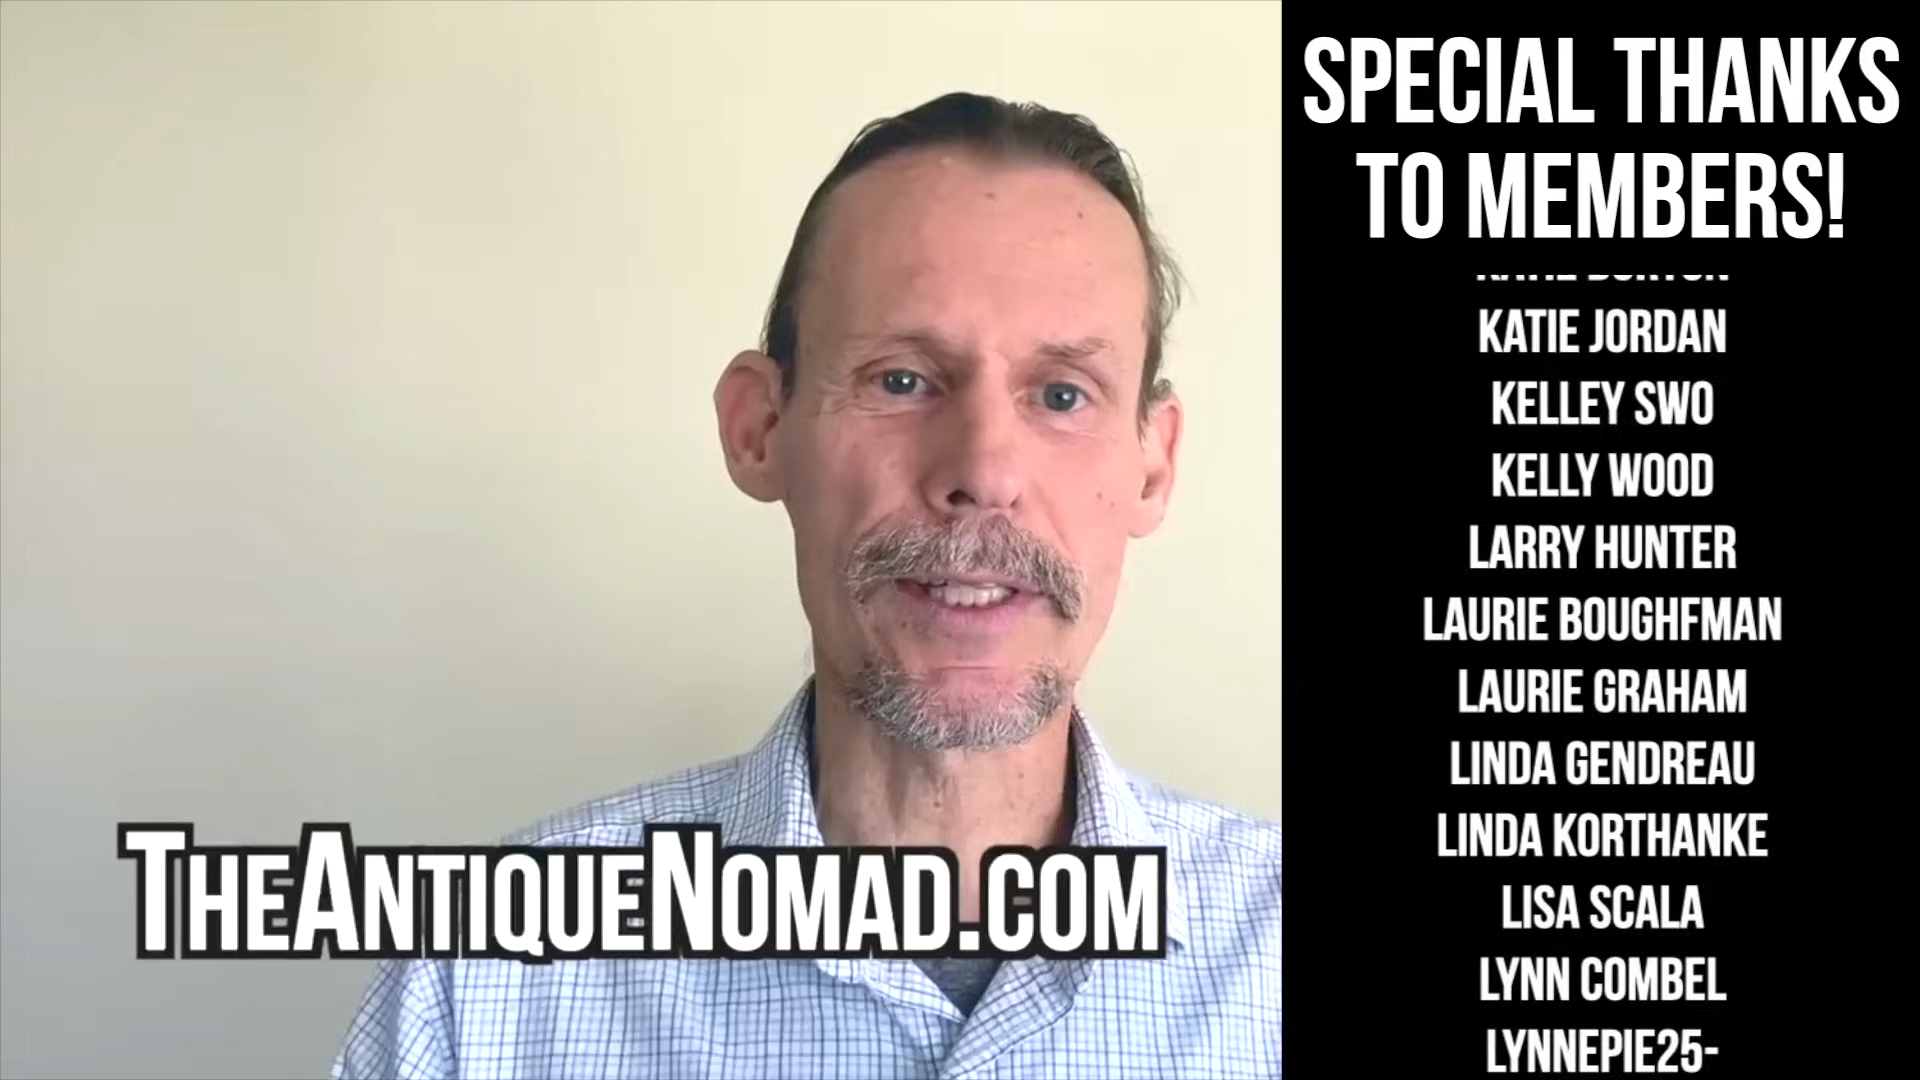 SPECIAL THANKS
TO MEMBERS!
KATIE JORDAN
KELLEY SWO
KELLY WOOD
LARRY HUNTER
LAURIE BOUGHFMAN
LAURIE GRAHAM
LINDA GENDREAU
LINDA KORTHANKE
LISA SCALA
LYNN COMBEL
LYNNEPIE25-
THEANTIQUENOMAD.COM